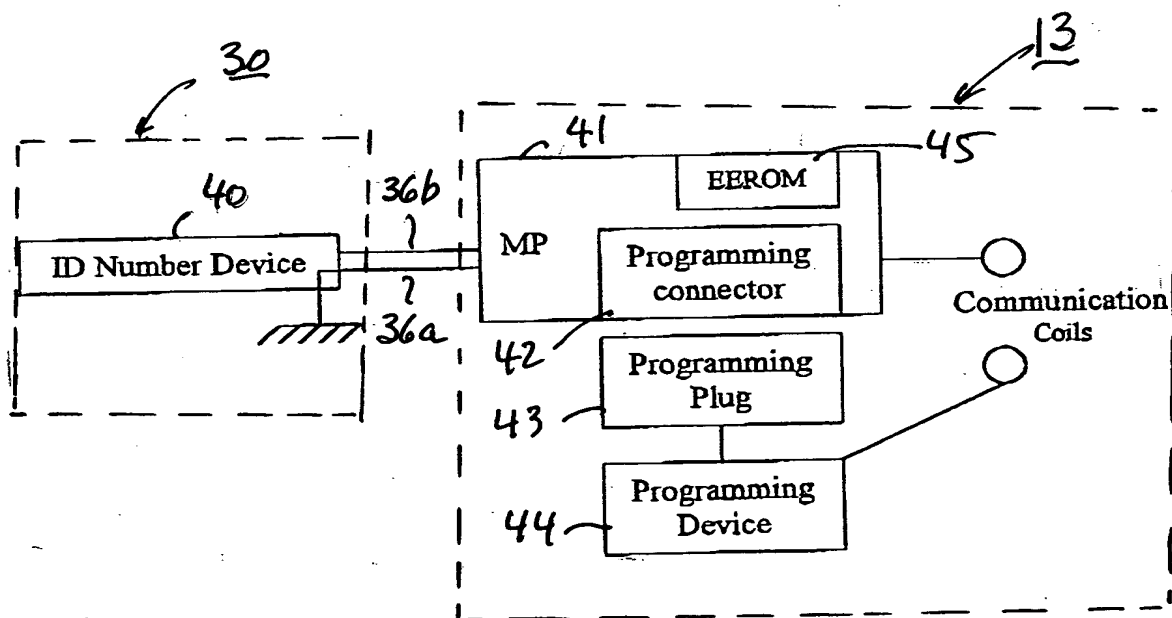 30
13
41
45
40
36b
EEROM
ID Number Device
MP
Programming
connector
Communication
Coils
36a
42
Programming
Plug
43
Programming
Device
44